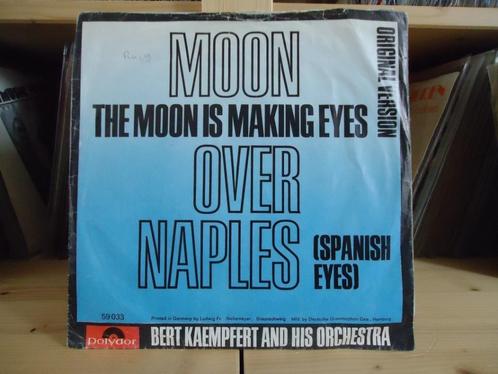 MOON
THE MOON IS MAKING EYES
ORIGINAL VERSION
OVER
NAPLES
(SPANISH
EYES)
59 033
Polydor
BERT KAEMPFERT AND HIS ORCHESTRA